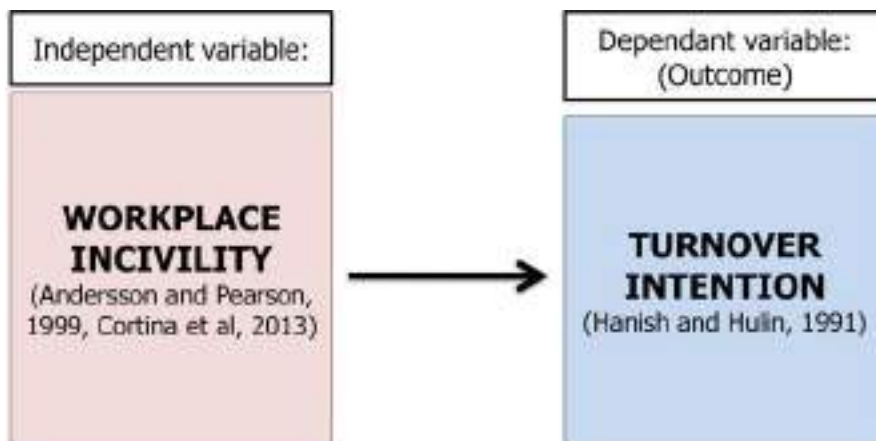 Independent variable:
WORKPLACE
INCIVILITY
(Andersson and Pearson,
1999, Cortina et al, 2013)
Dependant variable:
(Outcome)
TURNOVER
INTENTION
(Hanish and Hulin, 1991)